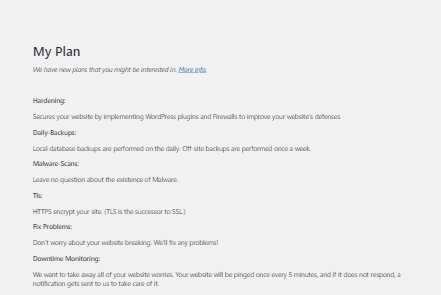 My Plan
We have new plans that you might be interested in. More info.
Hardening:
Secures your website by implementing WordPress plugins and Firewalls to improve your website's defenses
Daily-Backups:
Local database backups are performed on the daily. Off-site backups are performed once a week.
Malware-Scans:
Leave no question about the existence of Malware.
Tls:
HTTPS encrypt your site. (TLS is the successor to SSL.)
Fix Problems:
Don't worry about your website breaking. We'll fix any problems!
Downtime Monitoring:
We want to take away all of your website worries. Your website will be pinged once every 5 minutes, and if it does not respond, a
notification gets sent to us to take care of it.